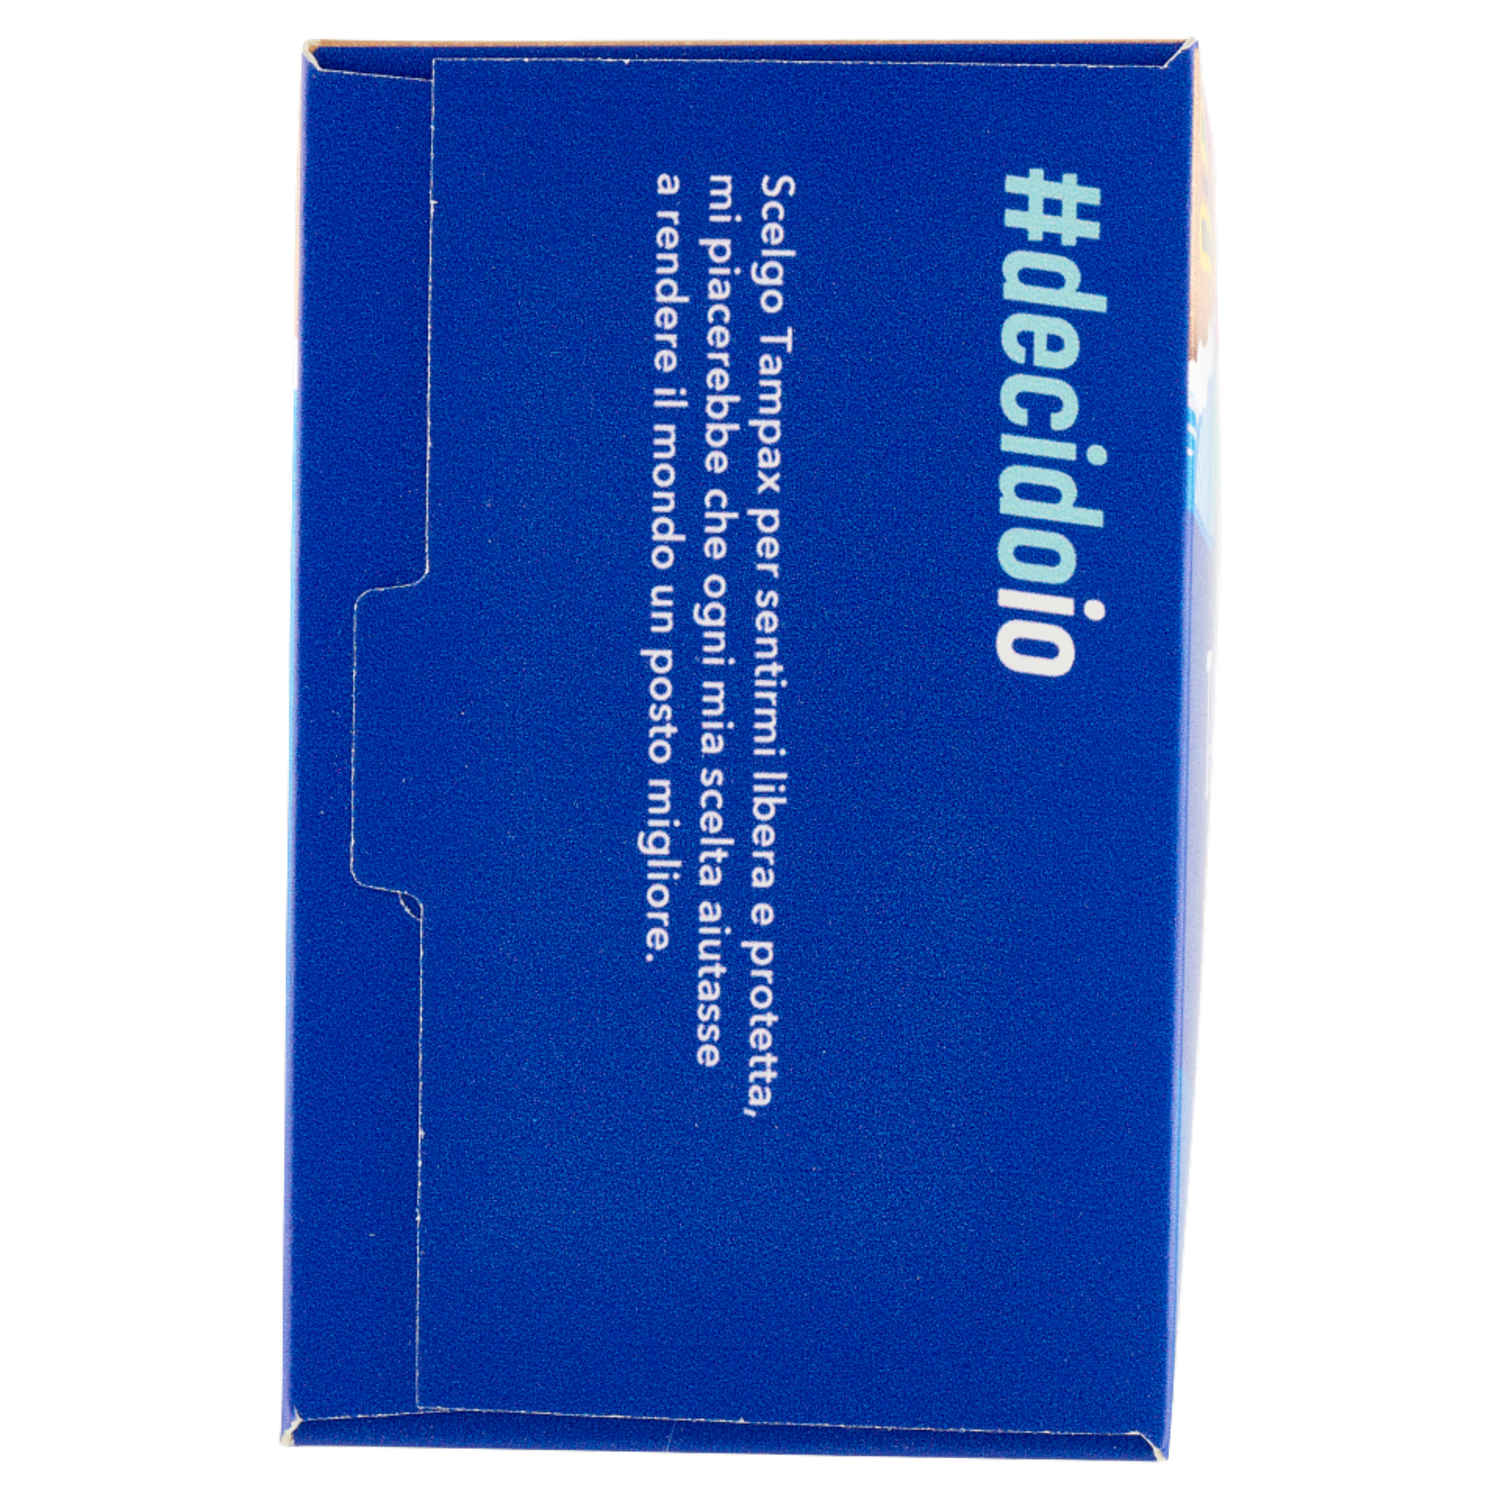 #decidoio
Scelgo Tampax per sentirmi libera e protetta,
mi piacerebbe che ogni mia scelta aiutasse
a rendere il mondo un posto migliore.